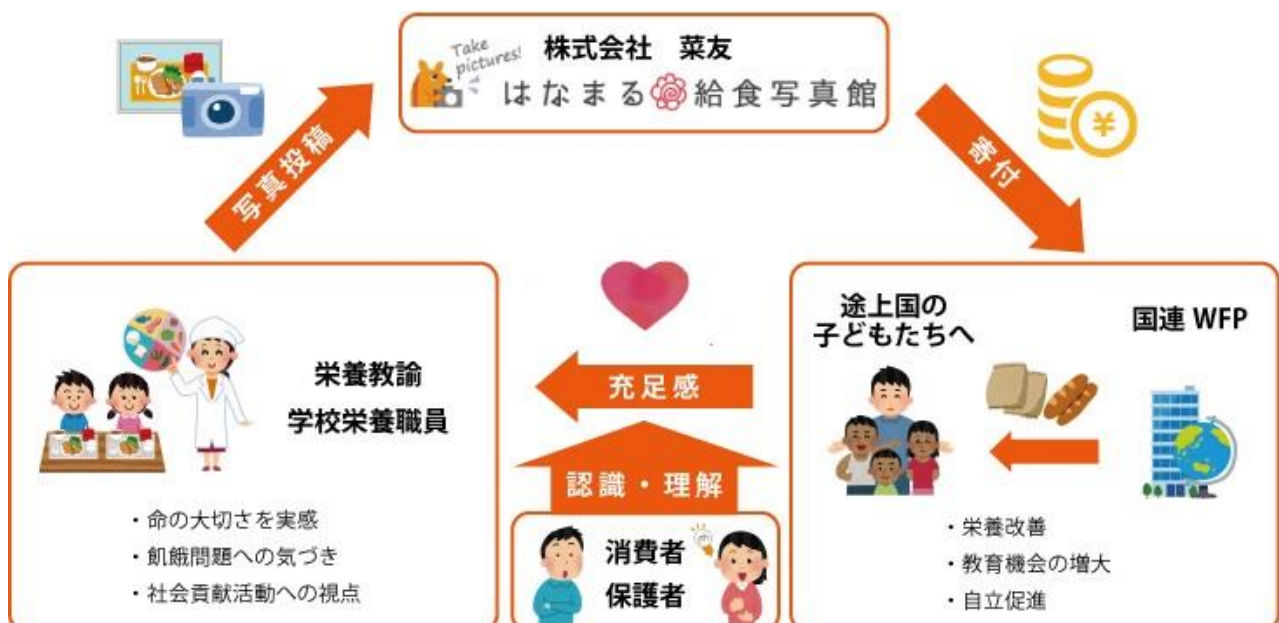 Take
pictures!
株式会社 菜友
はなまる給食写真館
写真投稿
¥
寄付
栄養教諭
学校栄養職員
・命の大切さを実感
・飢餓問題への気づき
・社会貢献活動への視点
充足感
認識・理解
消費者
保護者
途上国の
子どもたちへ
国連 WFP
・栄養改善
・教育機会の増大
・自立促進